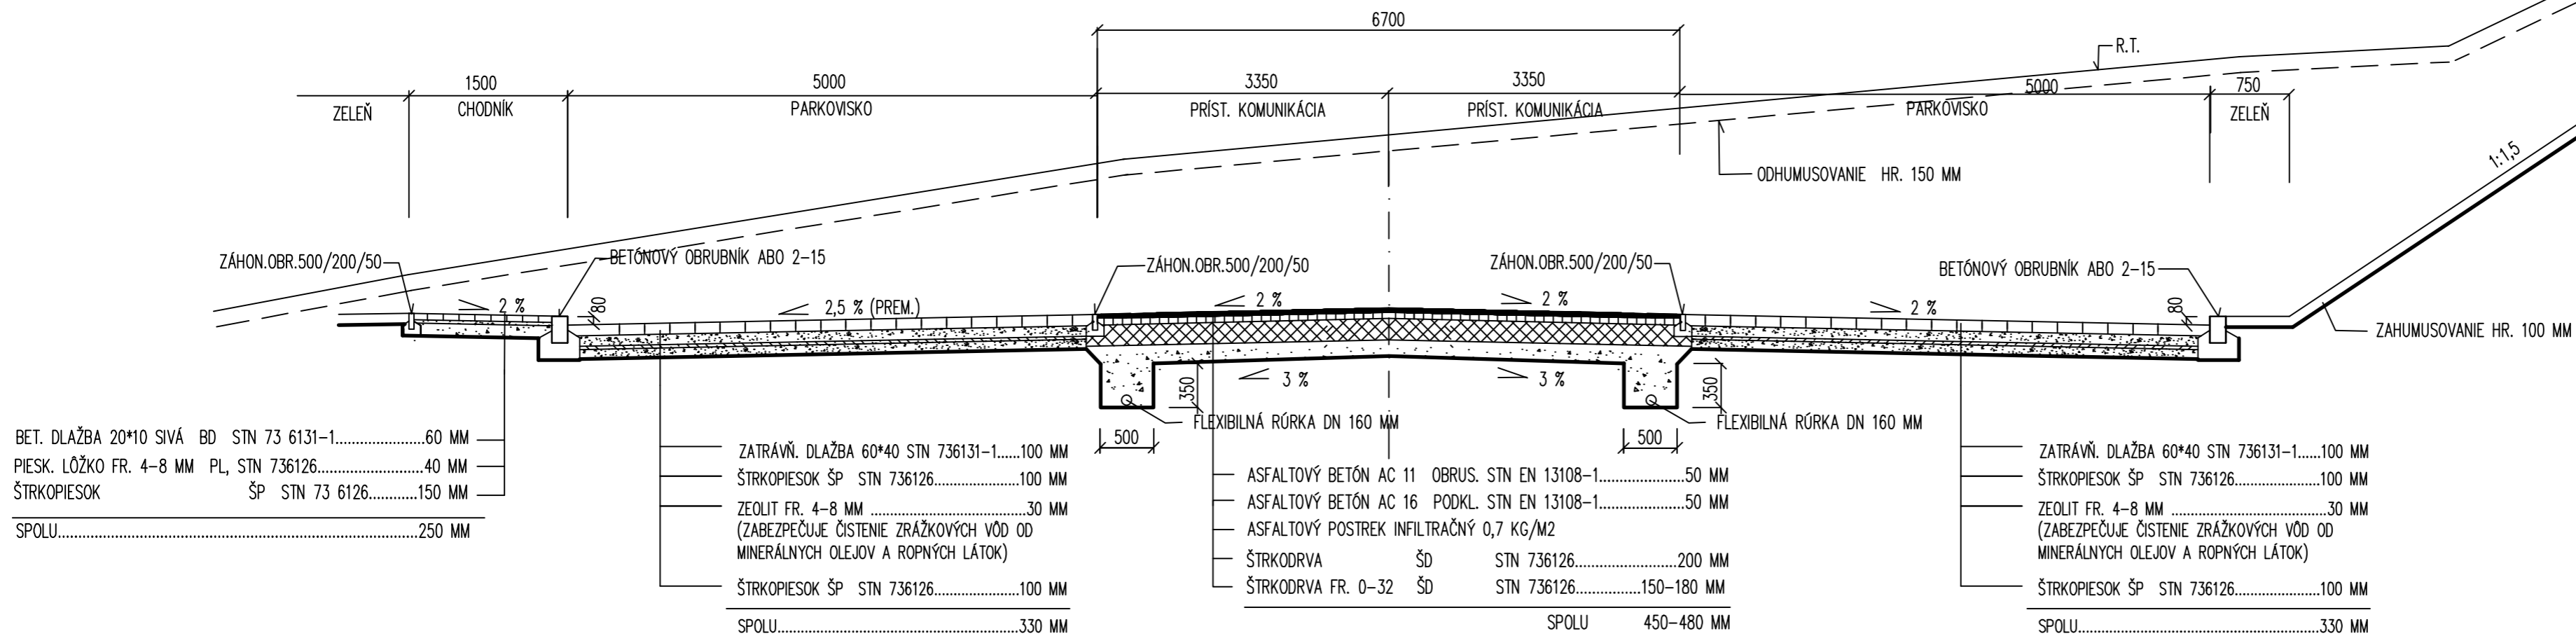 6700
R.T.
1500
5000
3350
3350
5000
750
ZELEŇ
CHODNÍK
PARKOVISKO
PRÍST. KOMUNIKÁCIA
PRÍST. KOMUNIKÁCIA
PARKOVISKO
ZELEŇ
1:1,5
ODHUMUSOVANIE HR. 150 MM
ZÁHON.OBR.500/200/50
BETÓNOVÝ OBRUBNÍK ABO 2-15
ZÁHON.OBR.500/200/50
ZÁHON.OBR.500/200/50
BETÓNOVÝ OBRUBNÍK ABO 2-15
2 %
80
2,5 % (PREM.)
2 %
2 %
2 %
80
ZAHUMUSOVANIE HR. 100 MM
3 %
3 %
350
350
FLEXIBILNÁ RÚRKA DN 160 MM
FLEXIBILNÁ RÚRKA DN 160 MM
500
500
BET. DLAŽBA 20*10 SIVÁ BD STN 73 6131-1......................60 MM
PIESK. LÔŽKO FR. 4-8 MM PL, STN 736126..........................40 MM
ŠTRKOPIESOK ŠP STN 73 6126............150 MM
SPOLU.........................................................................................250 MM
ZATRÁVŇ. DLAŽBA 60*40 STN 736131-1......100 MM
ŠTRKOPIESOK ŠP STN 736126.....................100 MM
ZEOLIT FR. 4-8 MM .......................................30 MM
(ZABEZPEČUJE ČISTENIE ZRÁŽKOVÝCH VÔD OD
MINERÁLNYCH OLEJOV A ROPNÝCH LÁTOK)
ŠTRKOPIESOK ŠP STN 736126.....................100 MM
SPOLU............................................................330 MM
ASFALTOVÝ BETÓN AC 11 OBRUS. STN EN 13108-1.....................50 MM
ASFALTOVÝ BETÓN AC 16 PODKL. STN EN 13108-1.....................50 MM
ASFALTOVÝ POSTREK INFILTRAČNÝ 0,7 KG/M2
ŠTRKODRVA ŠD STN 736126.........................200 MM
ŠTRKODRVA FR. 0-32 ŠD STN 736126................150-180 MM
SPOLU 450-480 MM
ZATRÁVŇ. DLAŽBA 60*40 STN 736131-1......100 MM
ŠTRKOPIESOK ŠP STN 736126.....................100 MM
ZEOLIT FR. 4-8 MM .......................................30 MM
(ZABEZPEČUJE ČISTENIE ZRÁŽKOVÝCH VÔD OD
MINERÁLNYCH OLEJOV A ROPNÝCH LÁTOK)
ŠTRKOPIESOK ŠP STN 736126.....................100 MM
SPOLU............................................................330 MM